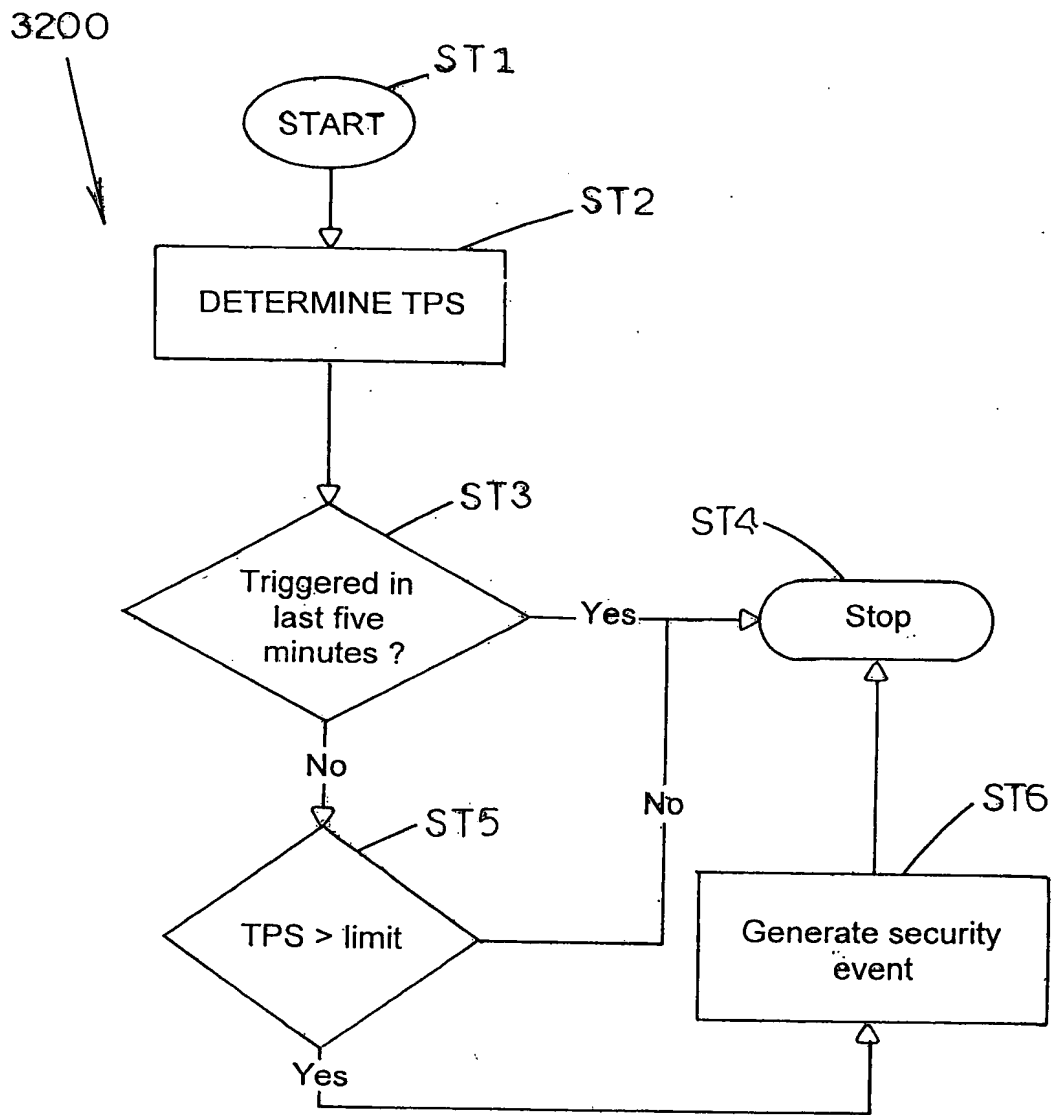 3200
ST1
START
ST2
DETERMINE TPS
ST3
Triggered in
last five
minutes ?
Yes
ST4
Stop
No
ST5
No
ST6
TPS > limit
Generate security
event
Yes